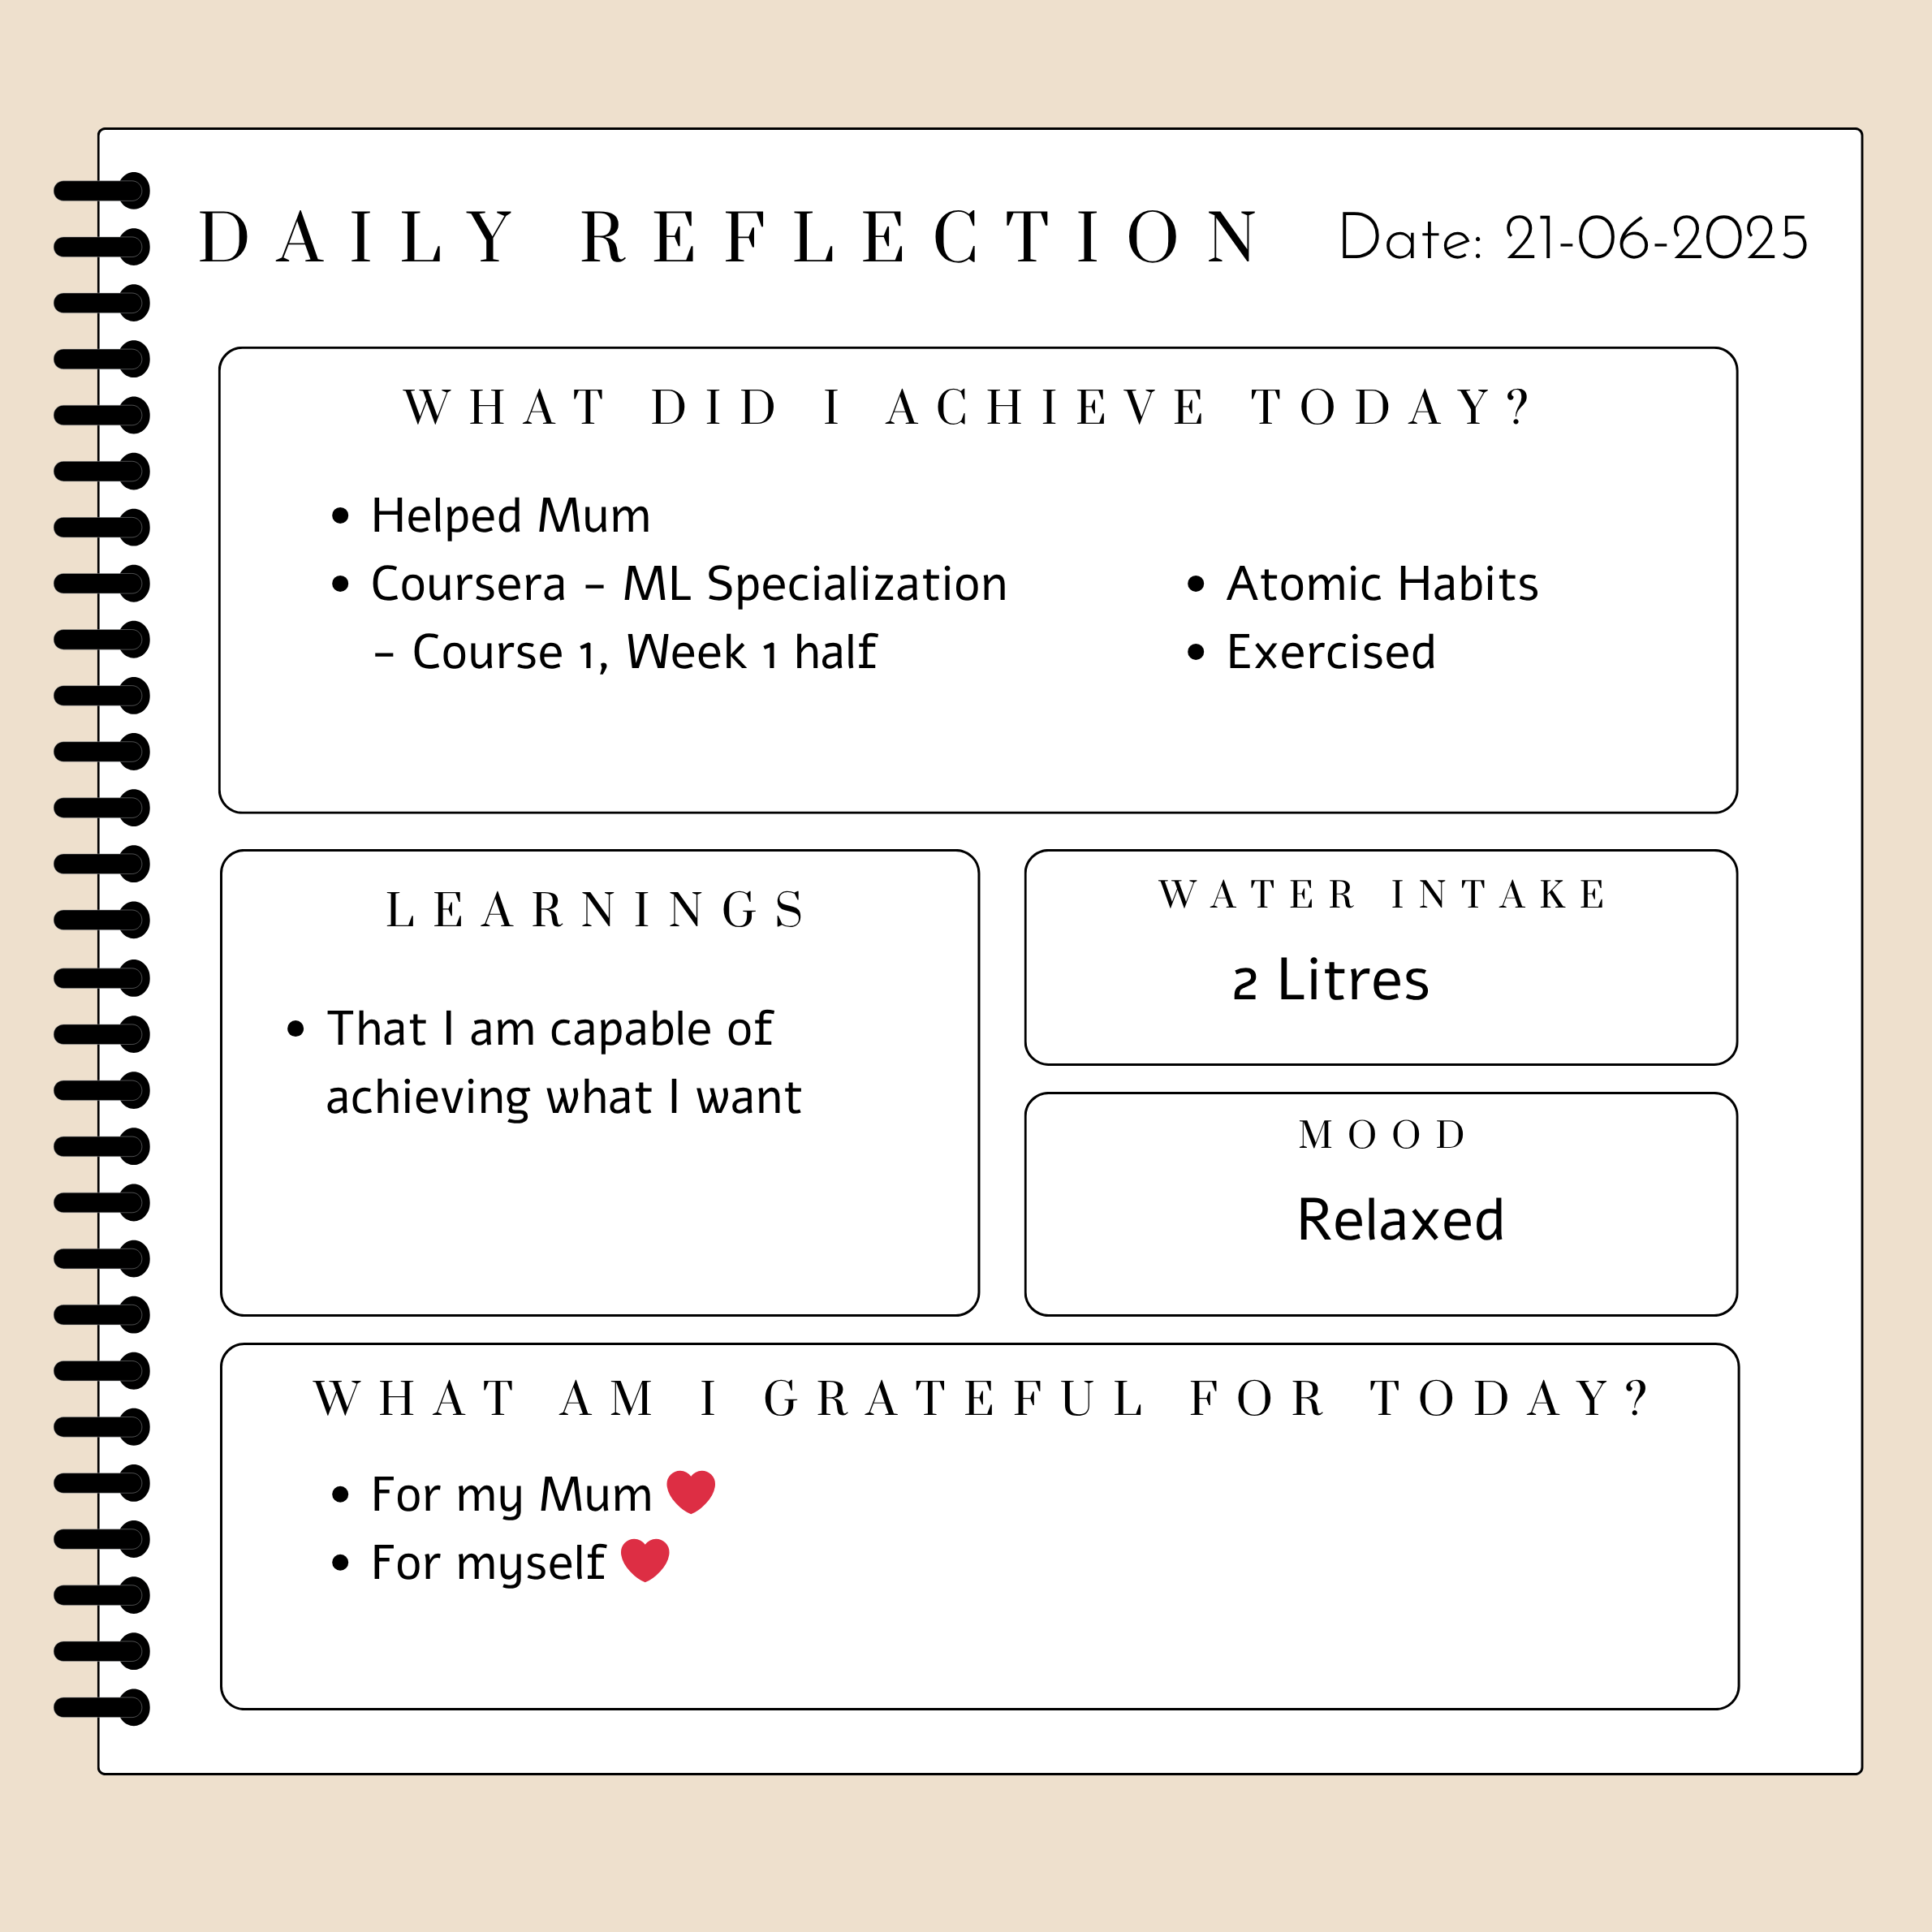 DAILY REFLECTION Date: 21-06-2025
WHAT DID I ACHIEVE TODAY?
• Helped Mum
• Coursera - ML Specialization
- Course 1, Week 1 half
• Atomic Habits
• Exercised
LEARNINGS
• That I am capable of
achieving what I want
WATER INTAKE
2 Litres
MOOD
Relaxed
WHAT AM I GRATEFUL FOR TODAY?
• For my Mum ❤️
• For myself ❤️